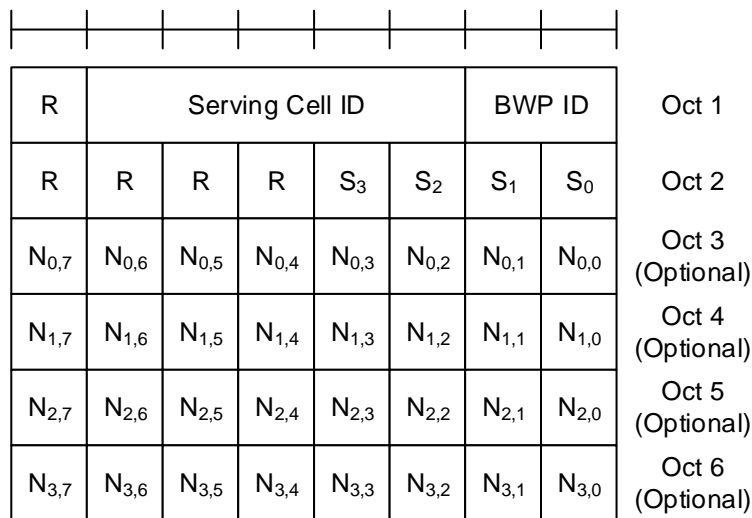 R Serving Cell ID BWP ID Oct 1
R R R R S₃ S₂ S₁ S₀ Oct 2
N₀,₇ N₀,₆ N₀,₅ N₀,₄ N₀,₃ N₀,₂ N₀,₁ N₀,₀ Oct 3
(Optional)
N₁,₇ N₁,₆ N₁,₅ N₁,₄ N₁,₃ N₁,₂ N₁,₁ N₁,₀ Oct 4
(Optional)
N₂,₇ N₂,₆ N₂,₅ N₂,₄ N₂,₃ N₂,₂ N₂,₁ N₂,₀ Oct 5
(Optional)
N₃,₇ N₃,₆ N₃,₅ N₃,₄ N₃,₃ N₃,₂ N₃,₁ N₃,₀ Oct 6
(Optional)